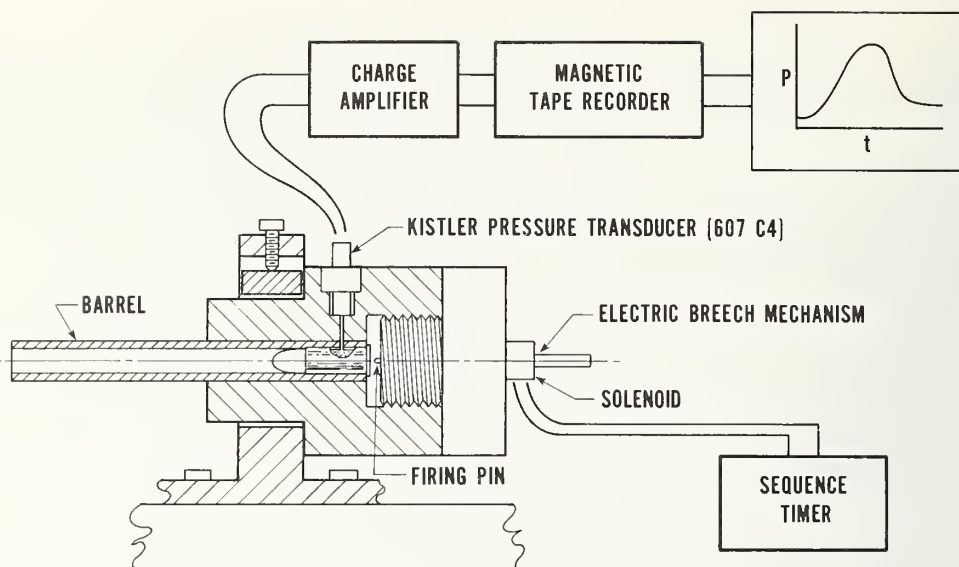 CHARGE
AMPLIFIER
MAGNETIC
TAPE RECORDER
P
t
KISTLER PRESSURE TRANSDUCER (607 C4)
BARREL
ELECTRIC BREECH MECHANISM
SOLENOID
FIRING PIN
SEQUENCE
TIMER